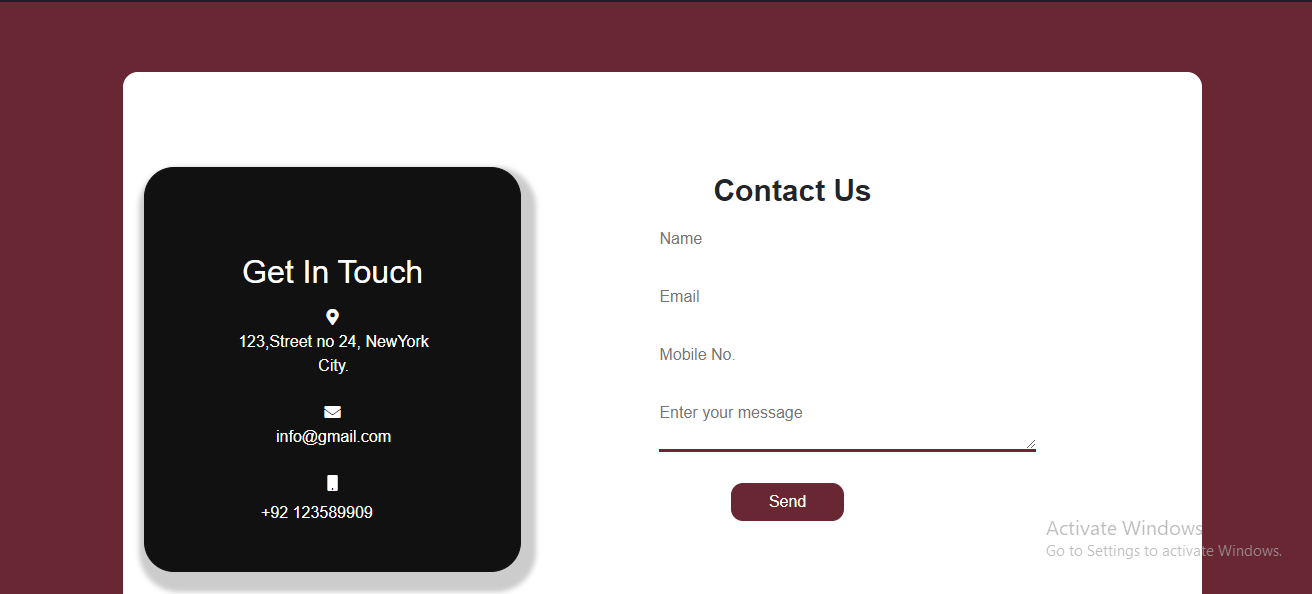 Get In Touch
123,Street no 24, NewYork
City.
info@gmail.com
+92 123589909
Contact Us
Name
Email
Mobile No.
Enter your message
Send
Activate Windows
Go to Settings to activate Windows.